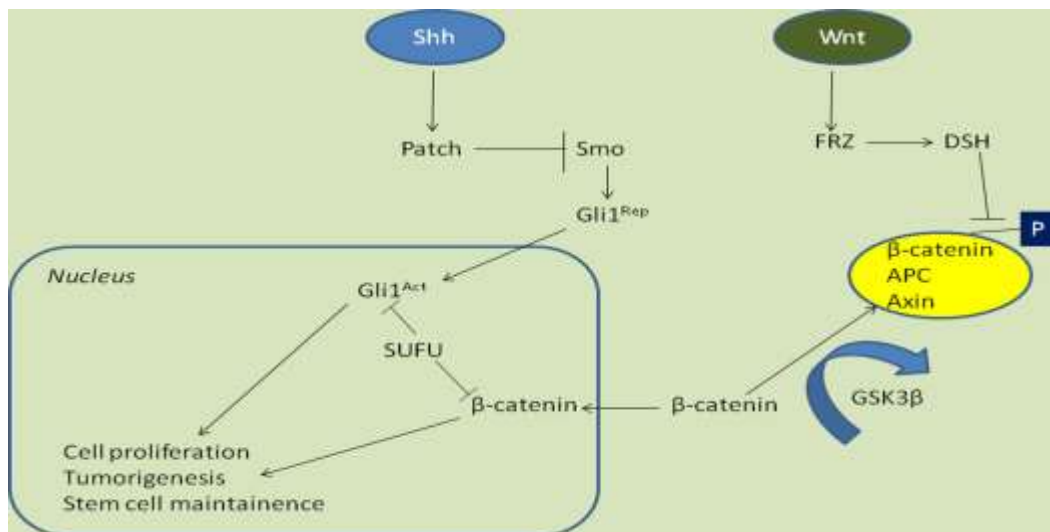 Shh
Wnt
Patch
Smo
FRZ
DSH
Gli1Rep
P
β-catenin
APC
Axin
Nucleus
Gli1Act
SUFU
β-catenin
β-catenin
GSK3β
Cell proliferation
Tumorigenesis
Stem cell maintainence